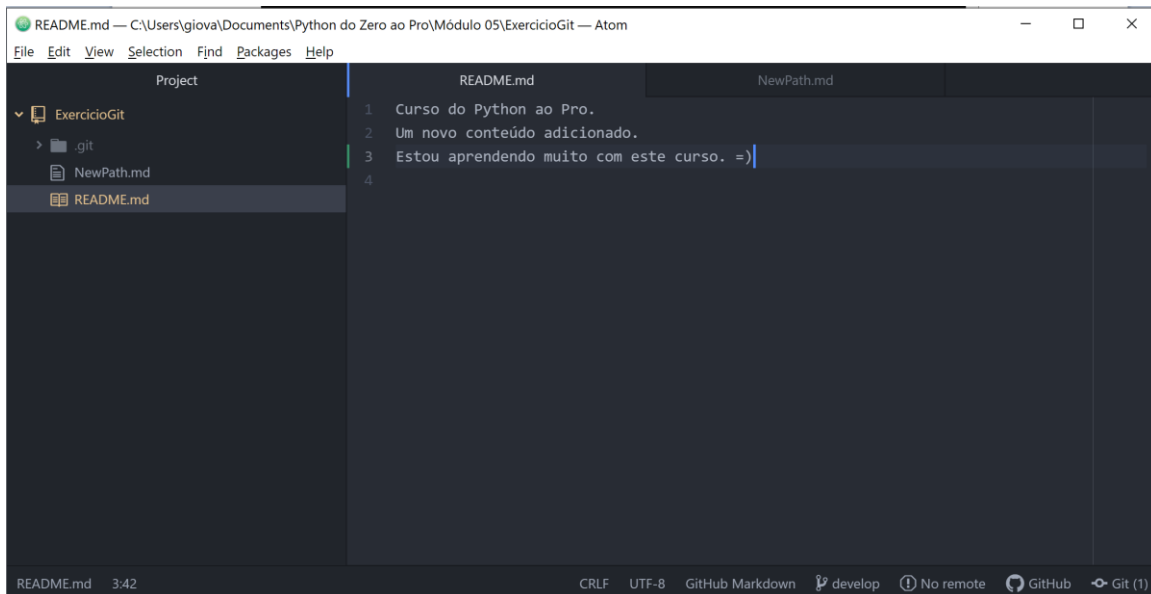 README.md — C:\Users\giova\Documents\Python do Zero ao Pro\Módulo 05\ExercicioGit — Atom
File Edit View Selection Find Packages Help
Project
README.md
NewPath.md
ExercicioGit
.git
NewPath.md
README.md
1 Curso do Python ao Pro.
2 Um novo conteúdo adicionado.
3 Estou aprendendo muito com este curso. =)
4
README.md 3:42 CRLF UTF-8 GitHub Markdown develop No remote GitHub Git (1)